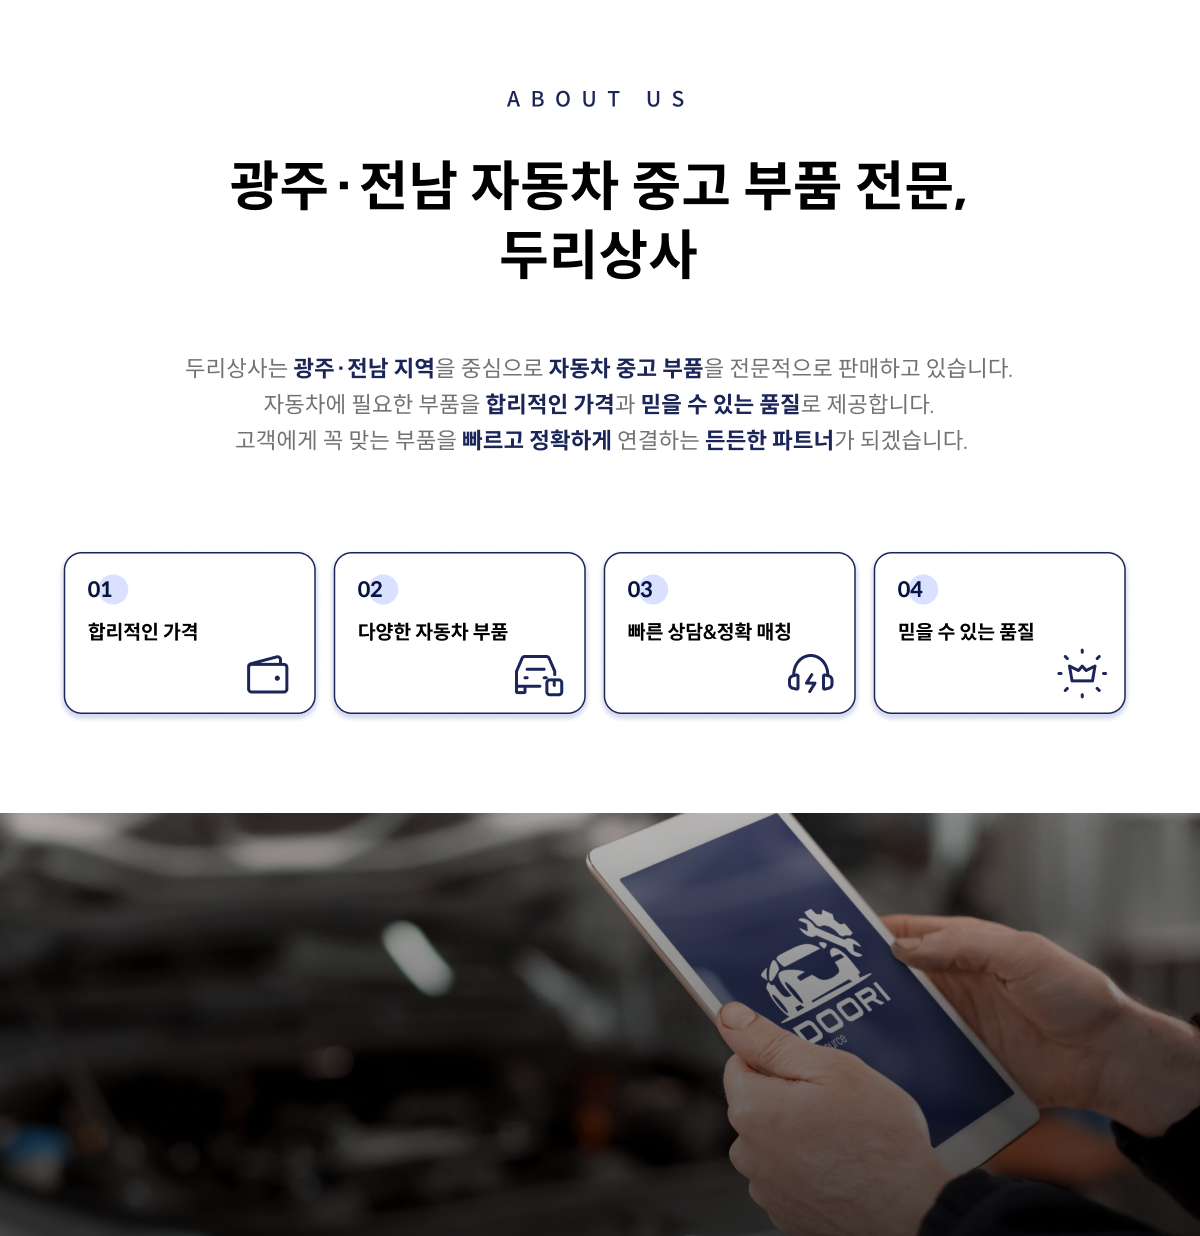 ABOUT US
광주·전남 자동차 중고 부품 전문,
두리상사
두리상사는 광주·전남 지역을 중심으로 자동차 중고 부품을 전문적으로 판매하고 있습니다.
자동차에 필요한 부품을 합리적인 가격과 믿을 수 있는 품질로 제공합니다.
고객에게 꼭 맞는 부품을 빠르고 정확하게 연결하는 든든한 파트너가 되겠습니다.
01
합리적인 가격
02
다양한 자동차 부품
03
빠른 상담&정확 매칭
04
믿을 수 있는 품질
DOORI